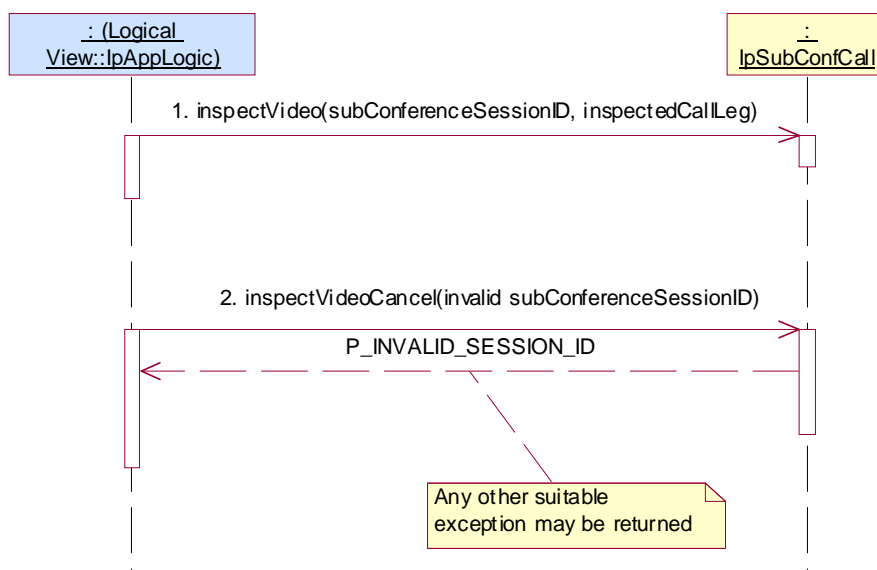 : (Logical
View::IpAppLogic)
:
IpSubConfCall
1. inspectVideo(subConferenceSessionID, inspectedCallLeg)
2. inspectVideoCancel(invalid subConferenceSessionID)
P_INVALID_SESSION_ID
Any other suitable
exception may be returned